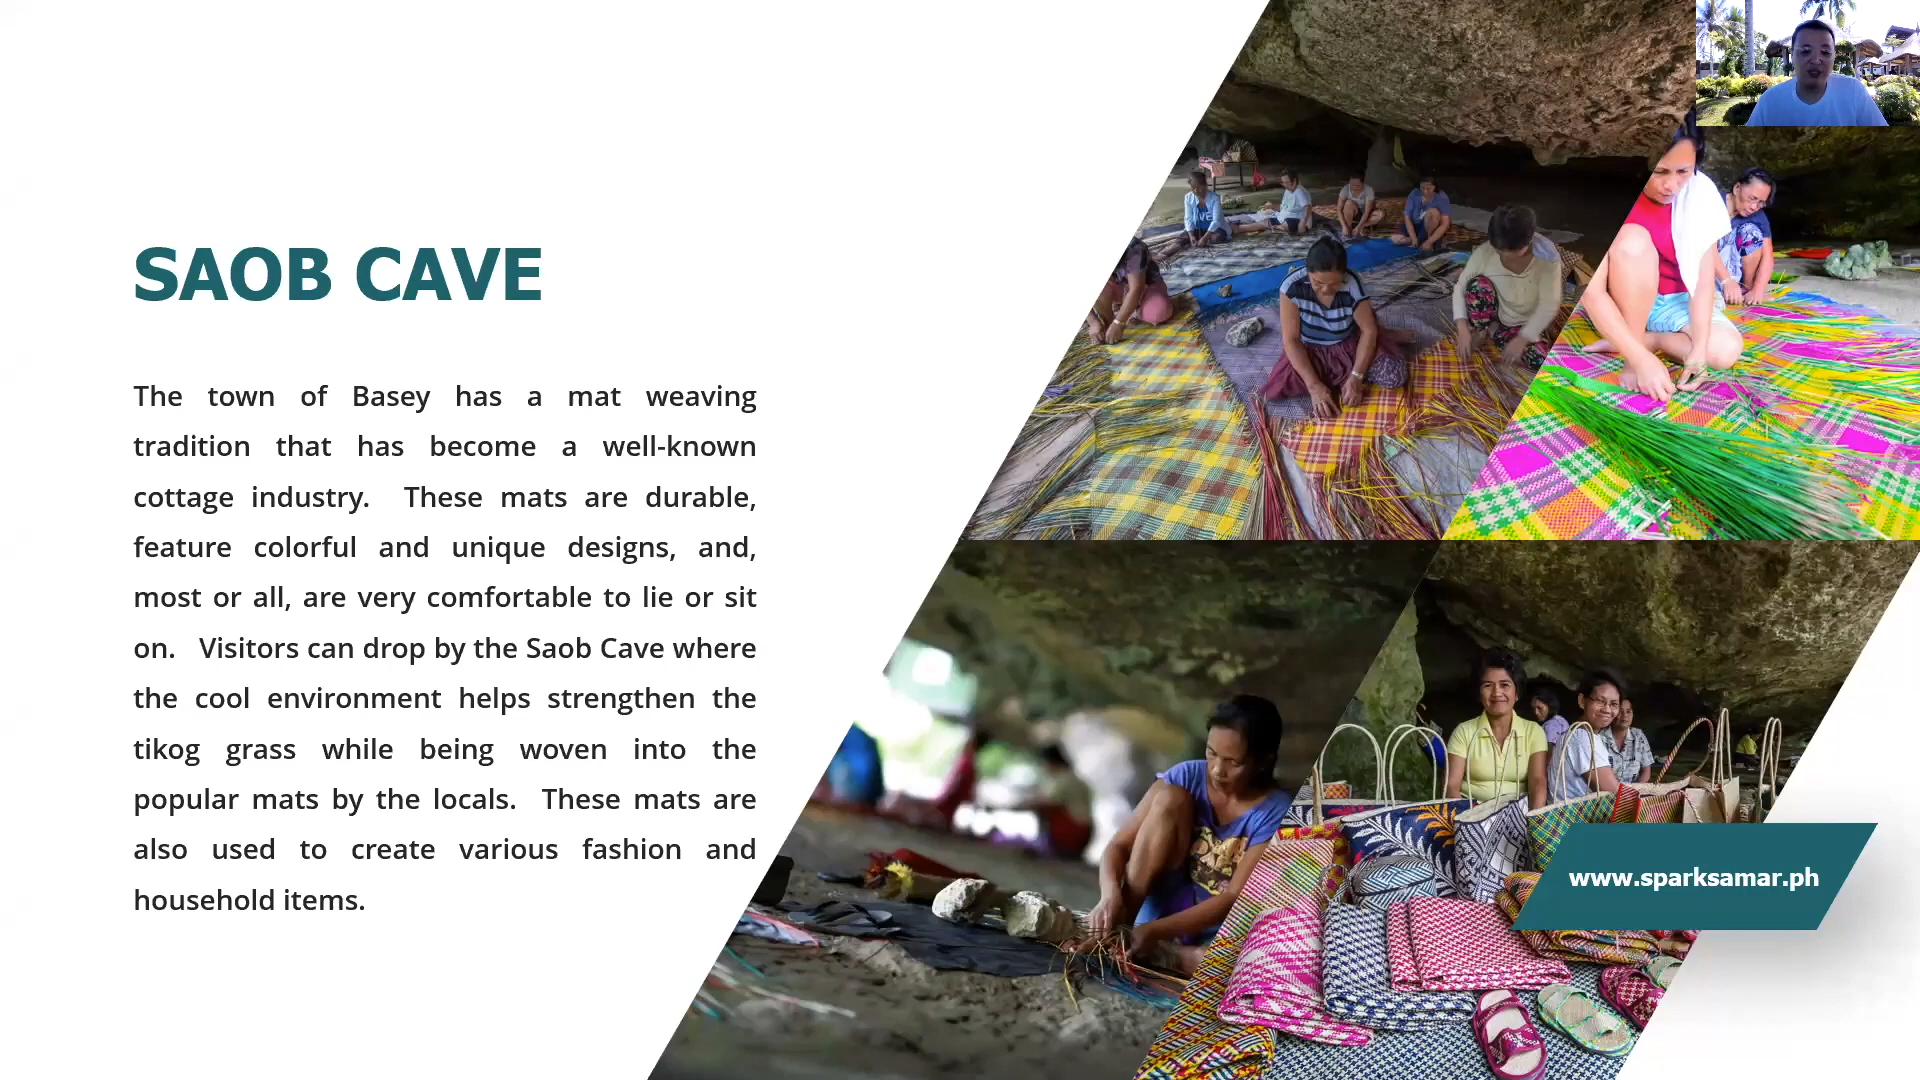 SAOB CAVE
The town of Basey has a mat weaving
tradition that has become a well-known
cottage industry. These mats are durable,
feature colorful and unique designs, and,
most or all, are very comfortable to lie or sit
on. Visitors can drop by the Saob Cave where
the cool environment helps strengthen the
tikog grass while being woven into the
popular mats by the locals. These mats are
also used to create various fashion and
household items.
www.sparksamar.ph